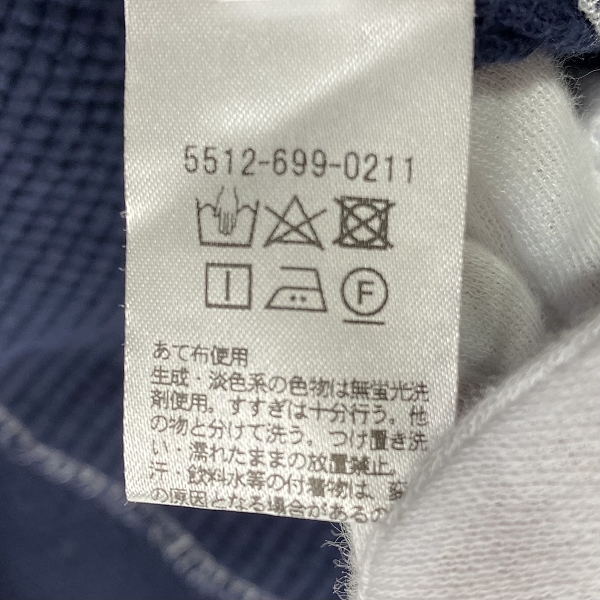 5512-699-0211
F
あて布使用
生成・淡色系の色物は無蛍光洗
剤使用。すすぎは十分行う。他
の物と分けて洗う。つけ置き洗
い・濡れたままの放置禁止。
汗・飲料水等の付着物は、変
の原因となる場合があるの